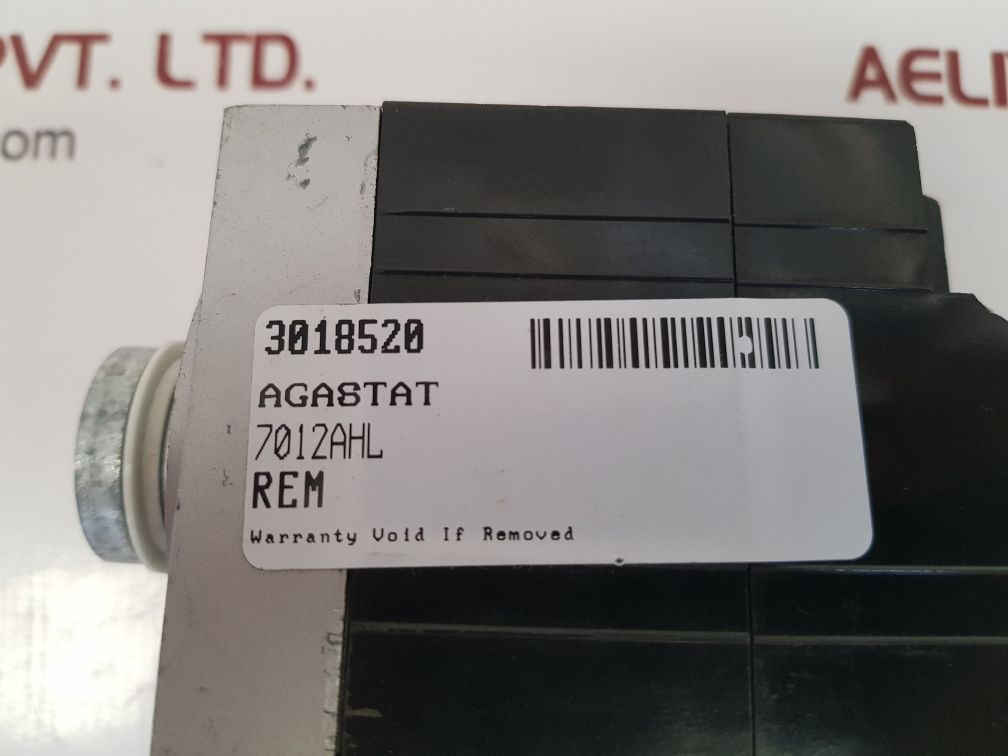 PVT. LTD.
AELI
om
3018520
AGASTAT
7012AHL
REM
Warranty Void If Removed